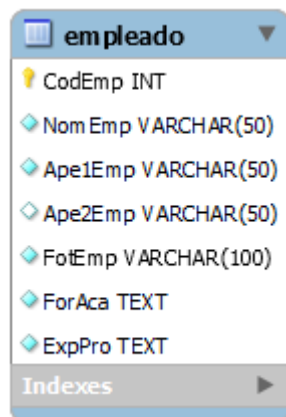 empleado
CodEmp INT
NomEmp VARCHAR(50)
Ape1Emp VARCHAR(50)
Ape2Emp VARCHAR(50)
FotEmp VARCHAR(100)
ForAca TEXT
ExpPro TEXT
Indexes